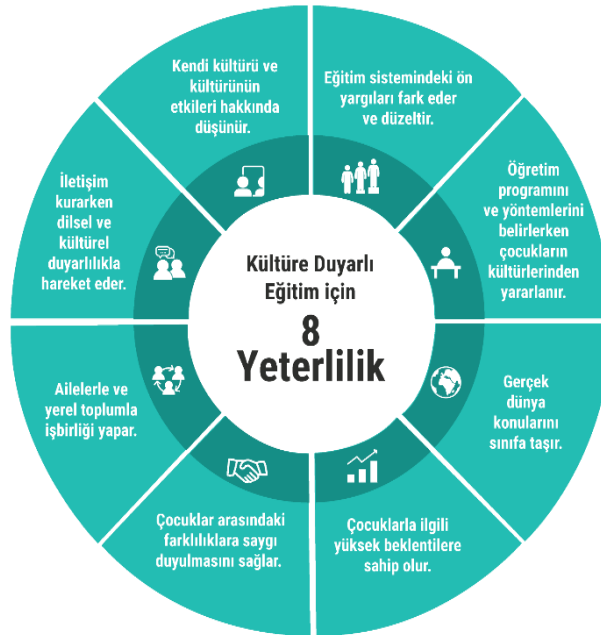 Kültüre Duyarlı
Eğitim için
8
Yeterlilik
Kendi kültürü ve
kültürünün
etkileri hakkında
düşünür.
Eğitim sistemindeki ön
yargıları fark eder
ve düzeltir.
Öğretim
programını
ve yöntemlerini
belirlerken
çocukların
kültürlerinden
yararlanır.
Gerçek
dünya
konularını
sınıfa taşır.
Çocuklarla ilgili
yüksek beklentilere
sahip olur.
Çocuklar arasındaki
farklılıklara saygı
duyulmasını sağlar.
Ailelerle ve
yerel toplumla
işbirliği yapar.
İletişim
kurarken
dilsel ve
kültürel
duyarlılıkla
hareket eder.